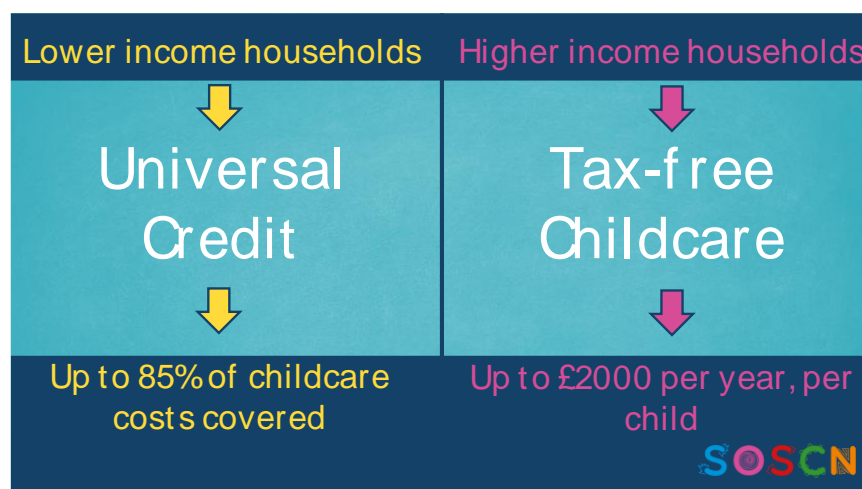 Lower income households
Higher income households
Universal
Credit
Tax-free
Childcare
Up to 85% of childcare
costs covered
Up to £2000 per year, per
child
SOSCN